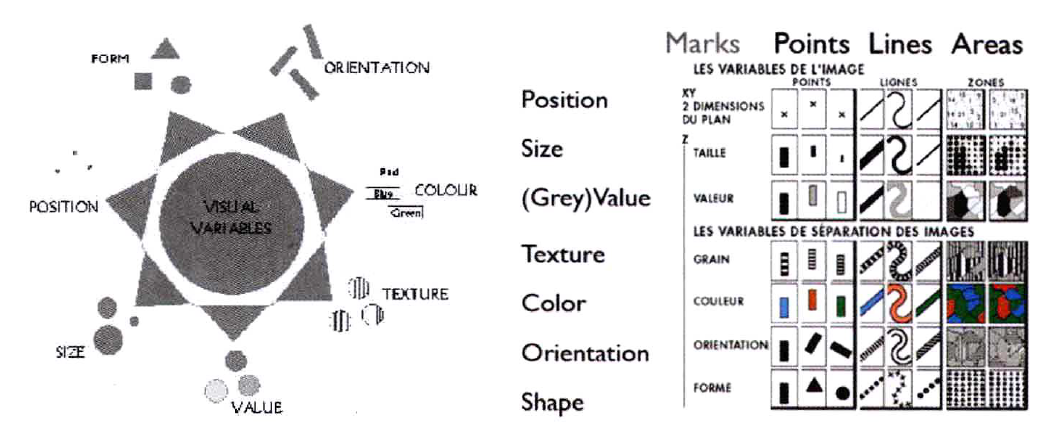 FORM
ORIENTATION
POSITION
VISUAL
VARIABLES
Red
Blue
Green
COLOUR
TEXTURE
SIZE
VALUE
Marks Points Lines Areas
LES VARIABLES DE L'IMAGE
POINTS LIGNES ZONES
Position
XY
2 DIMENSIONS
DU PLAN
Z
Size
TAILLE
(Grey)Value
VALEUR
LES VARIABLES DE SÉPARATION DES IMAGES
Texture
GRAIN
Color
COULEUR
Orientation
ORIENTATION
Shape
FORME